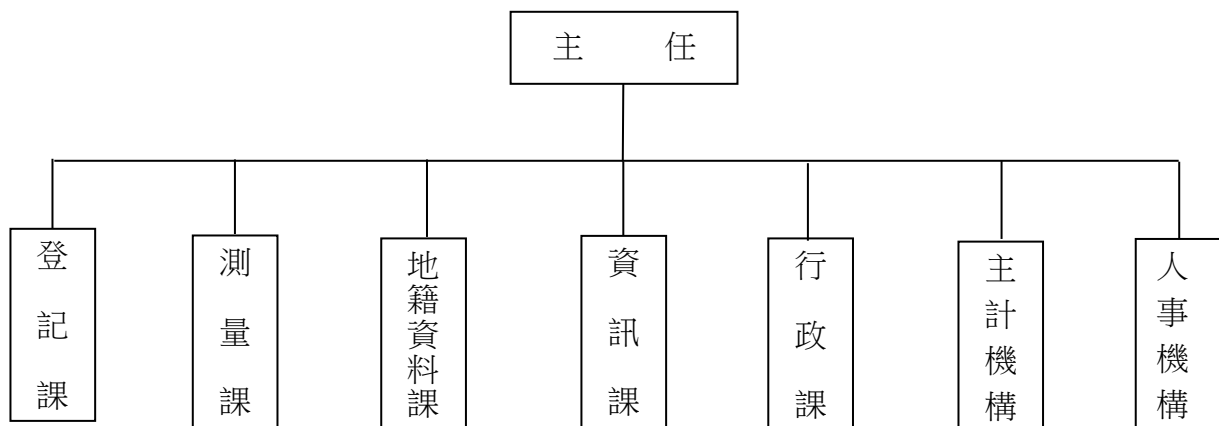 主任
登記課
測量課
地籍資料課
資訊課
行政課
主計機構
人事機構